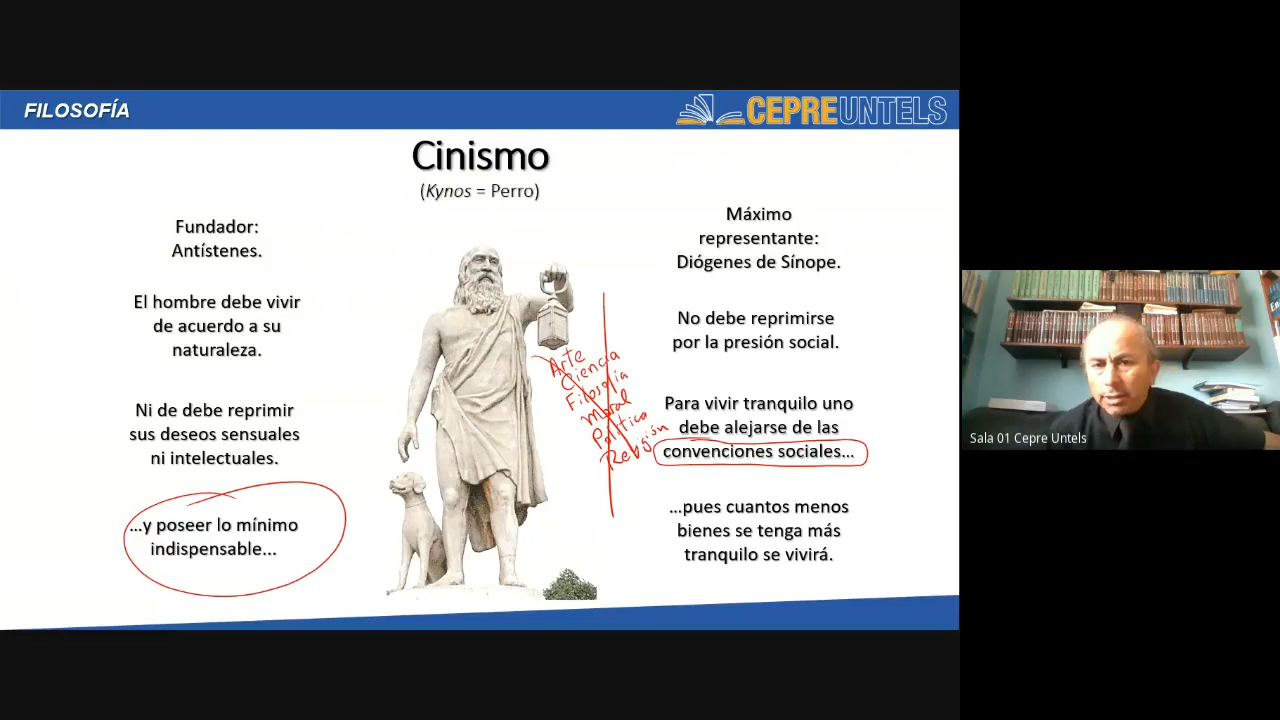 FILOSOFÍA
CEPREUNTELS
Cinismo
(Kynos = Perro)
Fundador:
Antístenes.
El hombre debe vivir
de acuerdo a su
naturaleza.
Ni de debe reprimir
sus deseos sensuales
ni intelectuales.
...y poseer lo mínimo
indispensable...
Arte
Ciencia
Filosofía
Moral
Política
Religión
Máximo
representante:
Diógenes de Sínope.
No debe reprimirse
por la presión social.
Para vivir tranquilo uno
debe alejarse de las
convenciones sociales...
...pues cuantos menos
bienes se tenga más
tranquilo se vivirá.
Sala 01 Cepre Untels